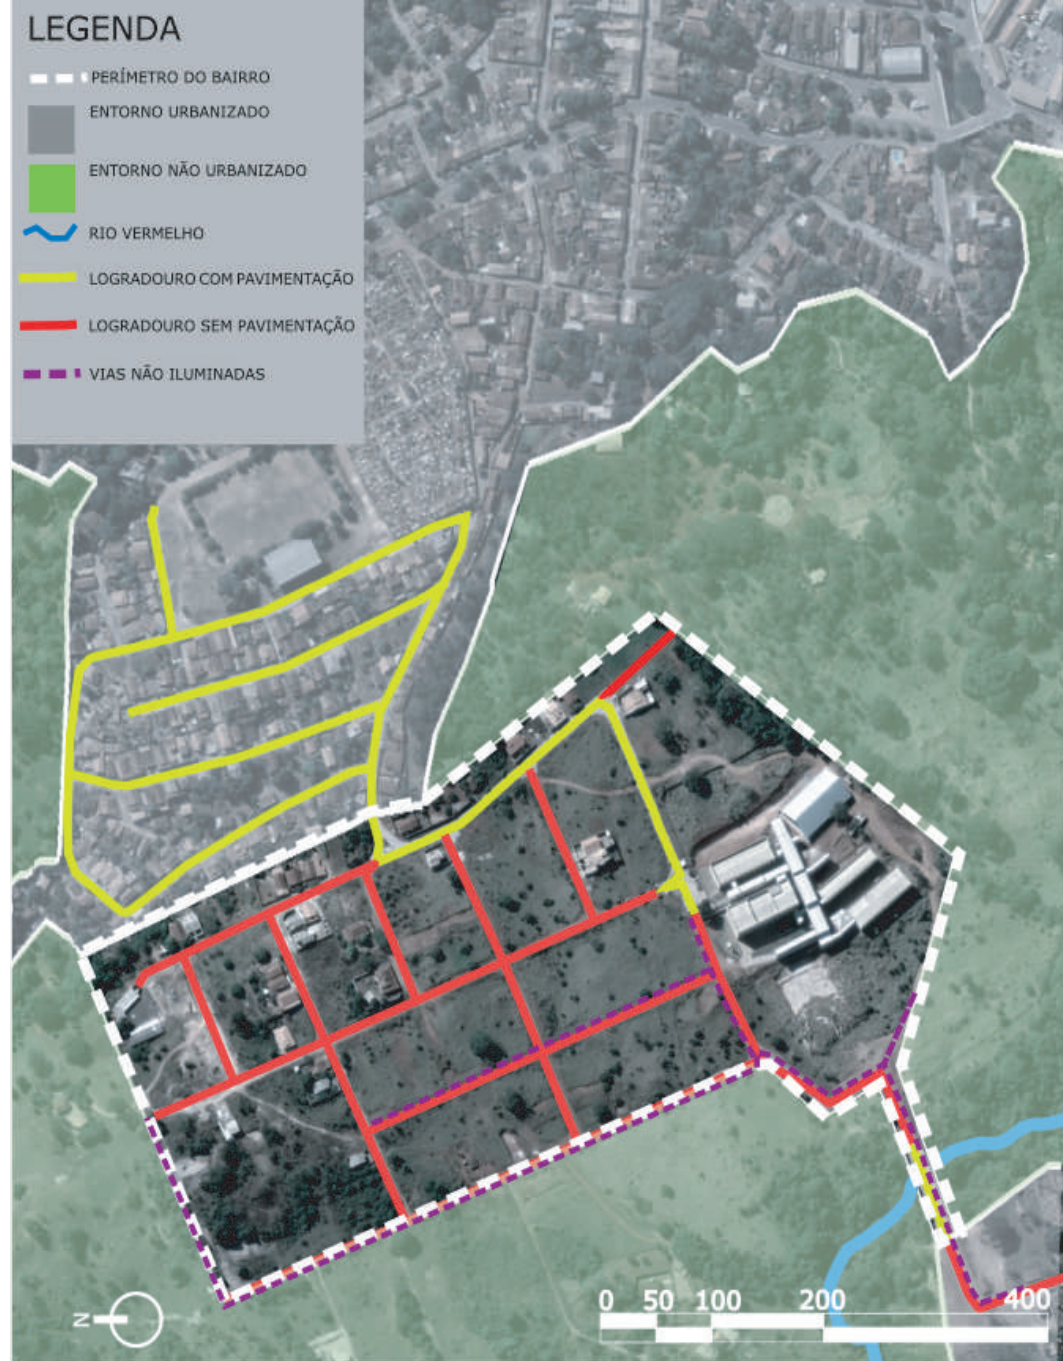 LEGENDA
PERÍMETRO DO BAIRRO
ENTORNO URBANIZADO
ENTORNO NÃO URBANIZADO
RIO VERMELHO
LOGRADOURO COM PAVIMENTAÇÃO
LOGRADOURO SEM PAVIMENTAÇÃO
VIAS NÃO ILUMINADAS
N
0 50 100 200 400